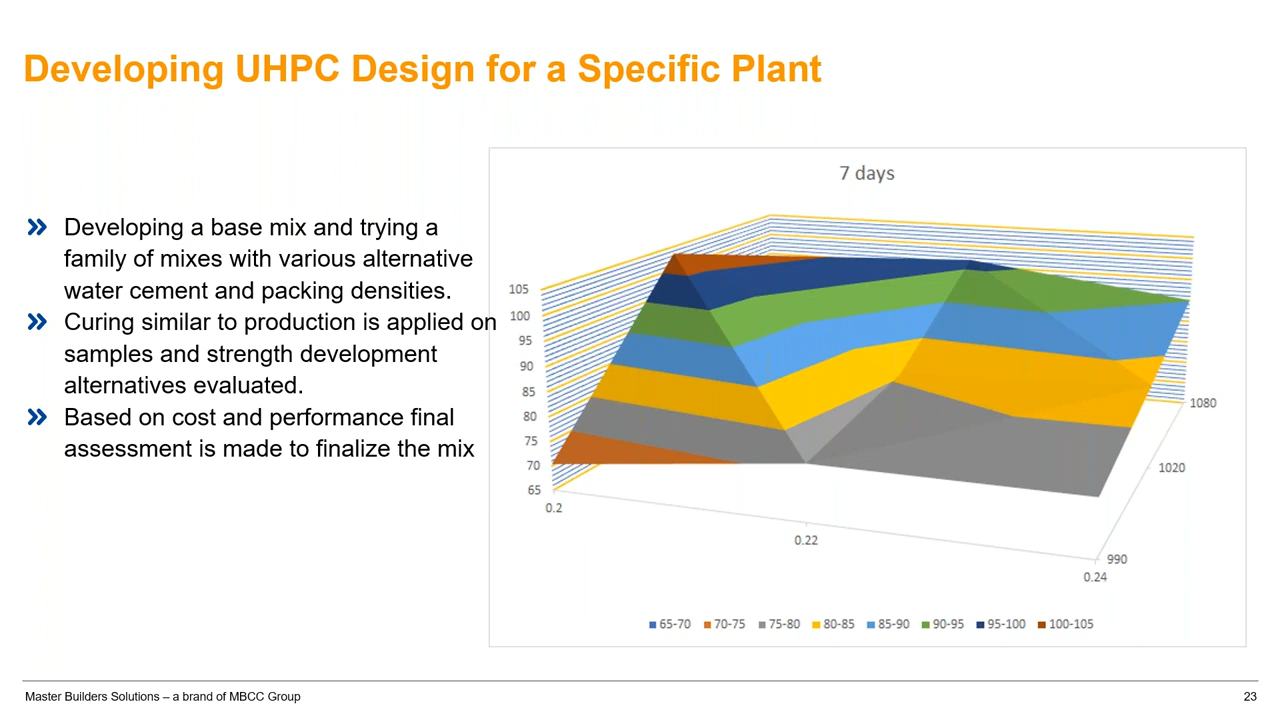 Developing UHPC Design for a Specific Plant
Developing a base mix and trying a
family of mixes with various alternative
water cement and packing densities.
Curing similar to production is applied on
samples and strength development
alternatives evaluated.
Based on cost and performance final
assessment is made to finalize the mix
7 days
105
100
95
90
85
80
75
70
65
0.2
0.22
0.24
1080
1020
990
65-70 70-75 75-80 80-85 85-90 90-95 95-100 100-105
Master Builders Solutions – a brand of MBCC Group
23